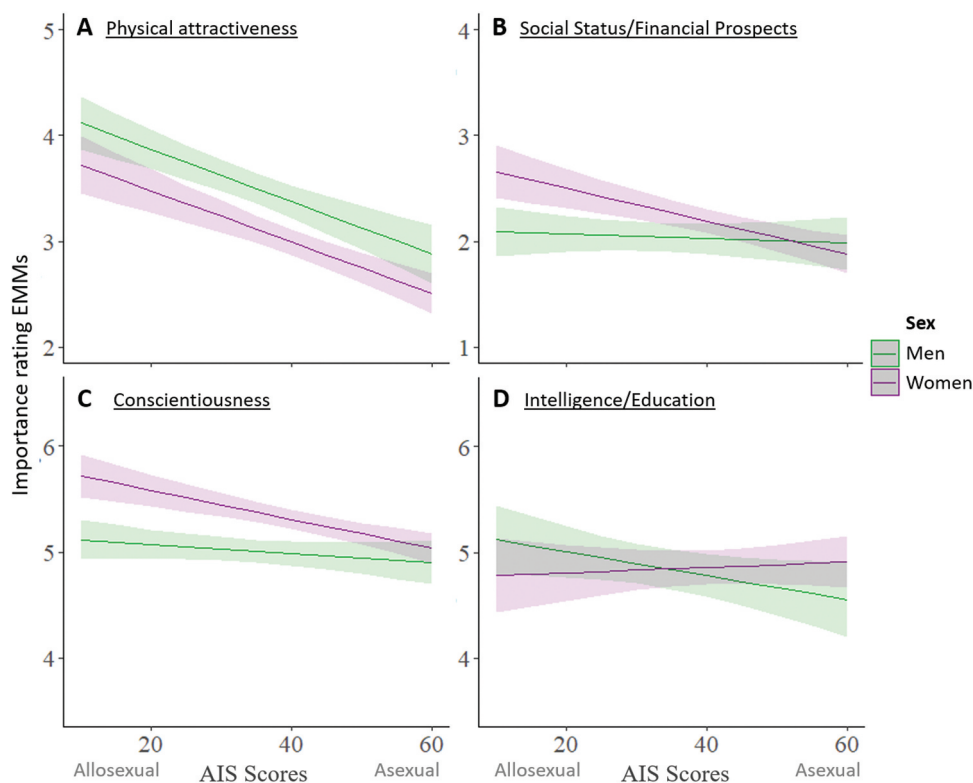 A Physical attractiveness
5
4
3
2
B Social Status/Financial Prospects
4
3
2
1
Importance rating EMMs
Sex
Men
Women
C Conscientiousness
6
5
4
D Intelligence/Education
6
5
4
20 40 60
20 40 60
Allosexual AIS Scores Asexual
Allosexual AIS Scores Asexual